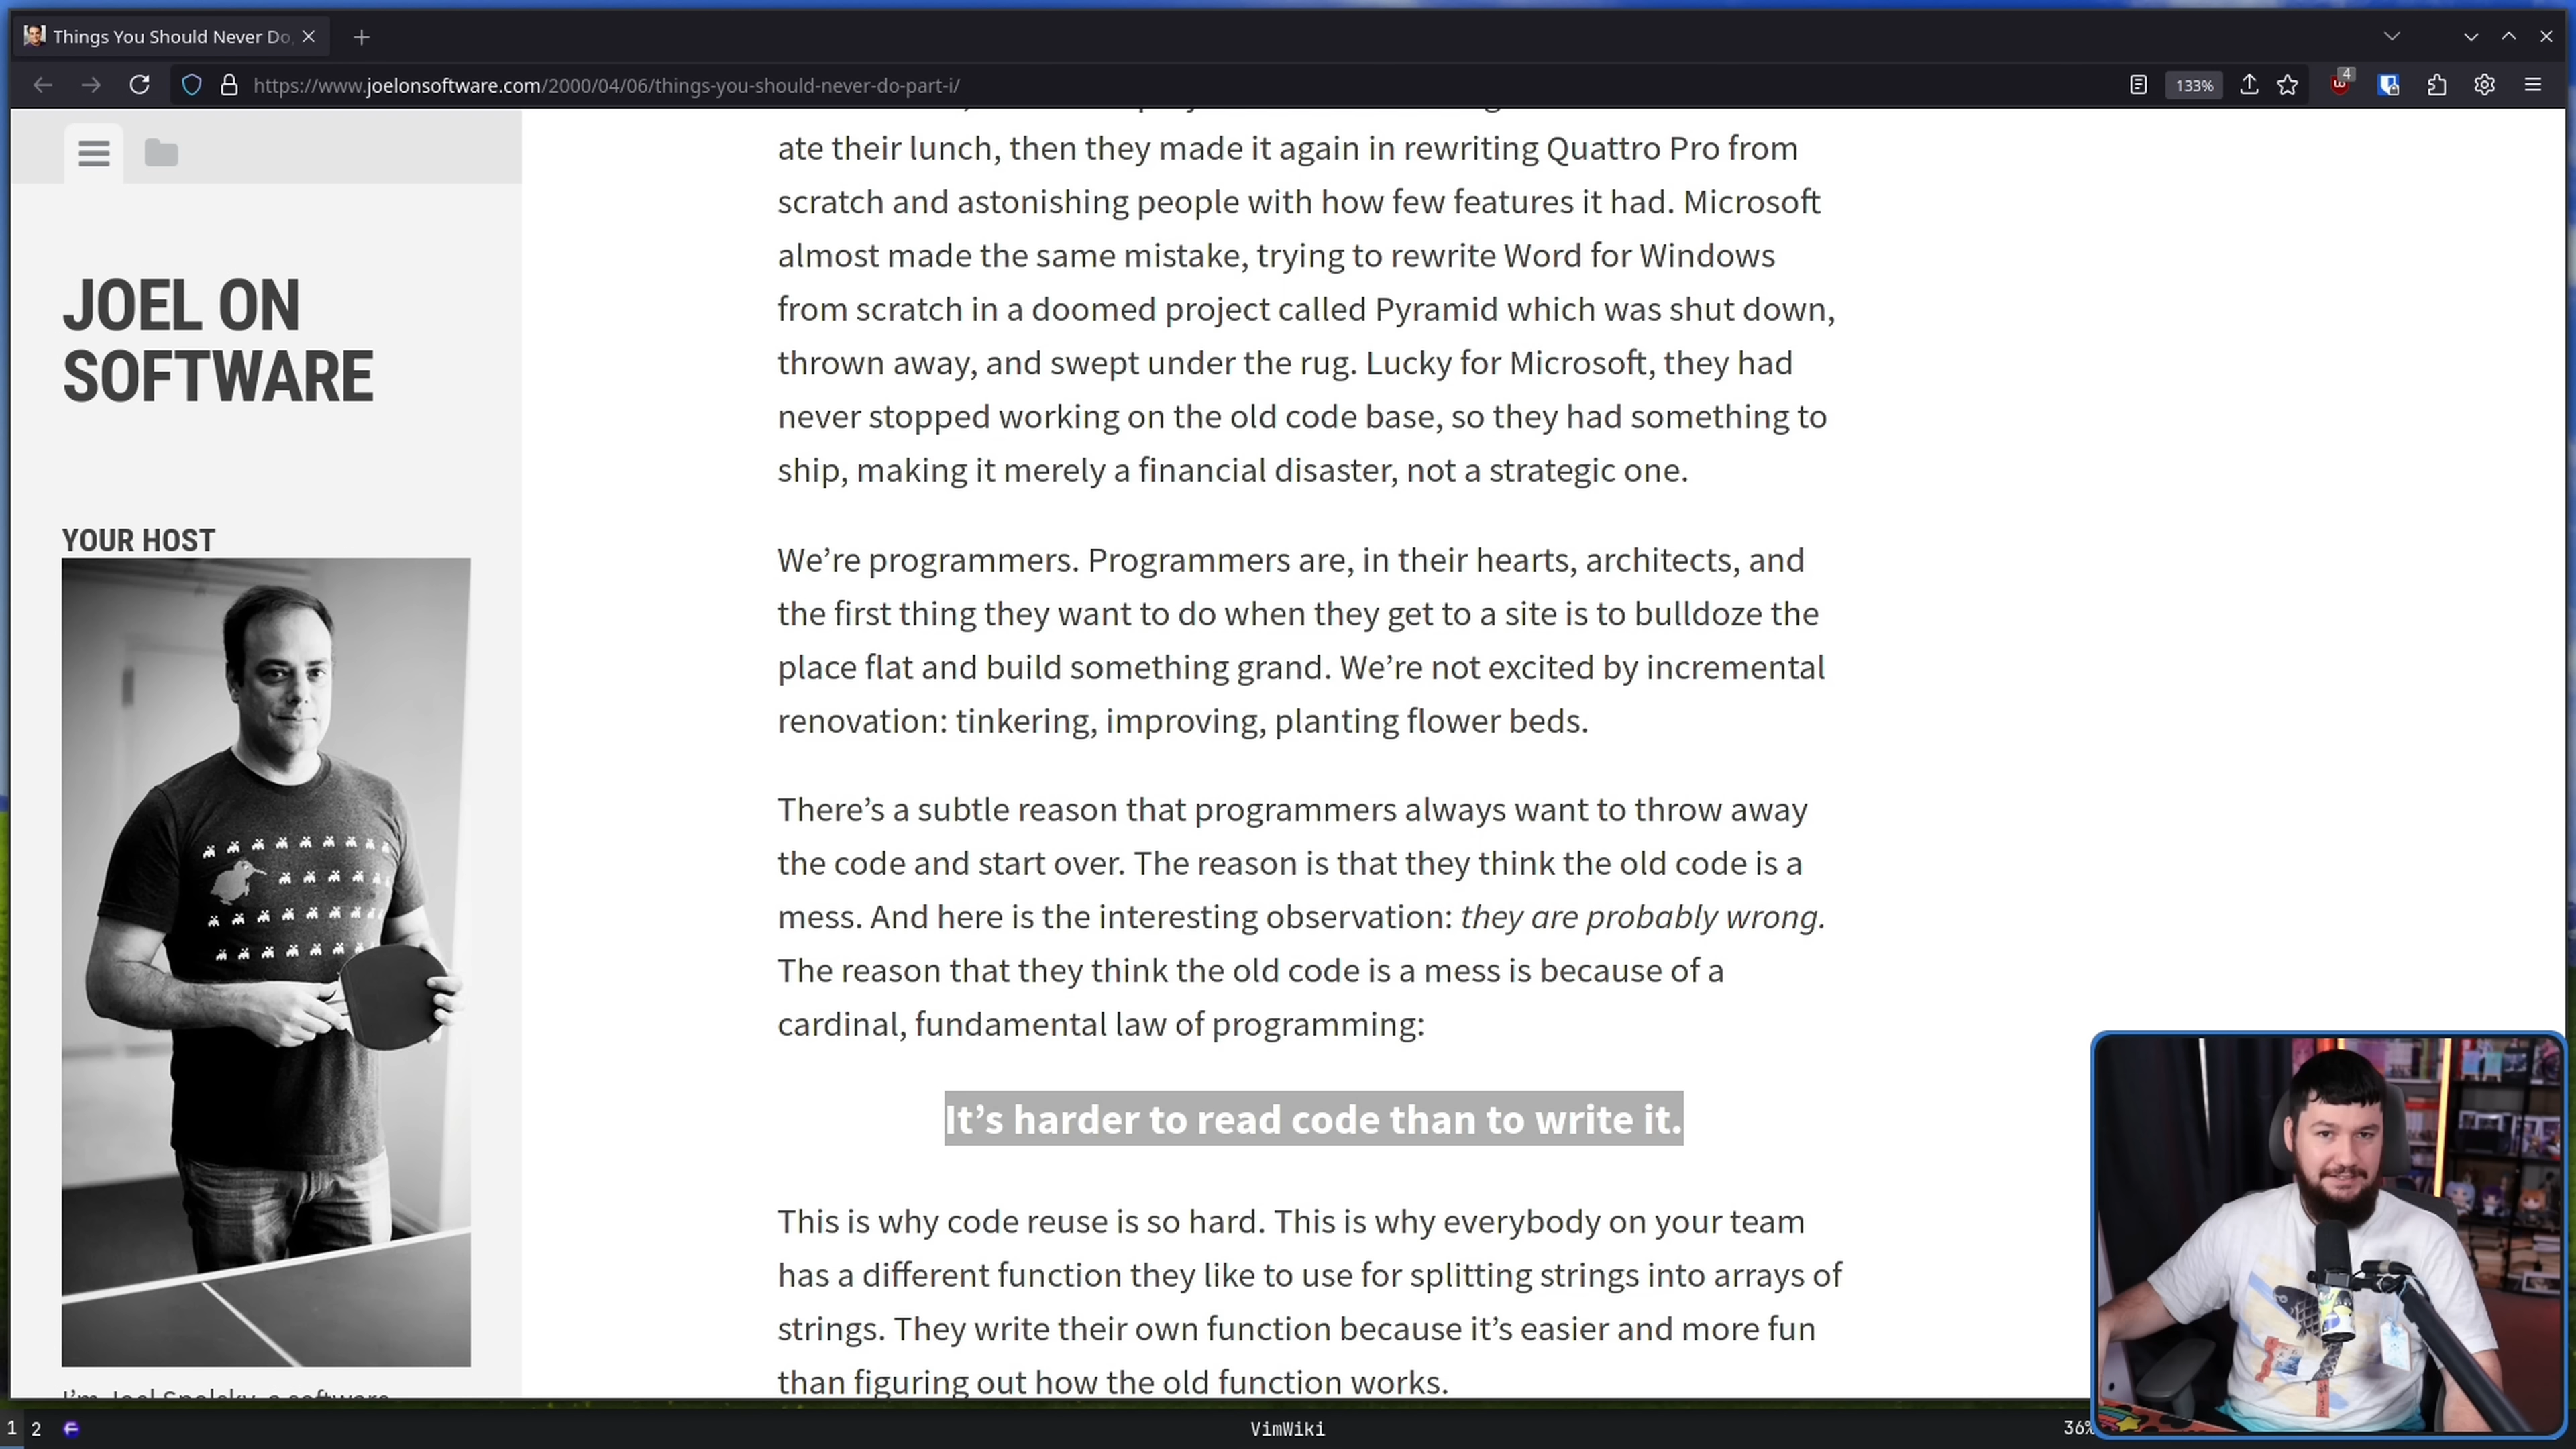 Things You Should Never Do,
https://www.joelonsoftware.com/2000/04/06/things-you-should-never-do-part-i/
133%
4
JOEL ON
SOFTWARE
YOUR HOST
I'm Joel Spolsky, a software
ate their lunch, then they made it again in rewriting Quattro Pro from
scratch and astonishing people with how few features it had. Microsoft
almost made the same mistake, trying to rewrite Word for Windows
from scratch in a doomed project called Pyramid which was shut down,
thrown away, and swept under the rug. Lucky for Microsoft, they had
never stopped working on the old code base, so they had something to
ship, making it merely a financial disaster, not a strategic one.
We’re programmers. Programmers are, in their hearts, architects, and
the first thing they want to do when they get to a site is to bulldoze the
place flat and build something grand. We’re not excited by incremental
renovation: tinkering, improving, planting flower beds.
There’s a subtle reason that programmers always want to throw away
the code and start over. The reason is that they think the old code is a
mess. And here is the interesting observation: they are probably wrong.
The reason that they think the old code is a mess is because of a
cardinal, fundamental law of programming:
It’s harder to read code than to write it.
This is why code reuse is so hard. This is why everybody on your team
has a different function they like to use for splitting strings into arrays of
strings. They write their own function because it’s easier and more fun
than figuring out how the old function works.
1 2
VimWiki
36%